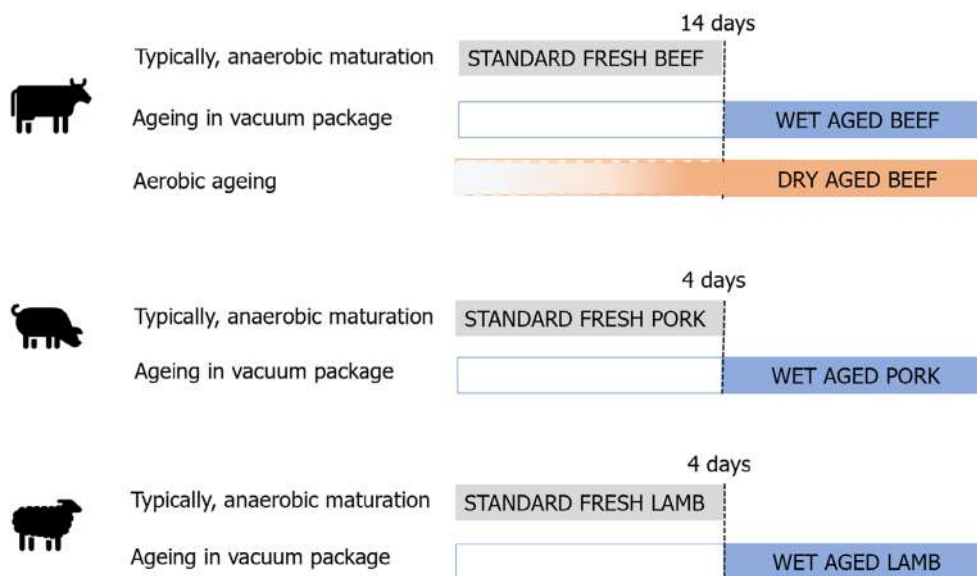 14 days
Typically, anaerobic maturation STANDARD FRESH BEEF
Ageing in vacuum package WET AGED BEEF
Aerobic ageing DRY AGED BEEF
4 days
Typically, anaerobic maturation STANDARD FRESH PORK
Ageing in vacuum package WET AGED PORK
4 days
Typically, anaerobic maturation STANDARD FRESH LAMB
Ageing in vacuum package WET AGED LAMB